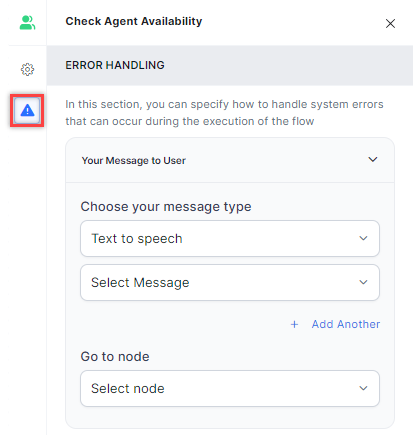 Check Agent Availability
ERROR HANDLING
In this section, you can specify how to handle system errors
that can occur during the execution of the flow
Your Message to User
Choose your message type
Text to speech
Select Message
+ Add Another
Go to node
Select node